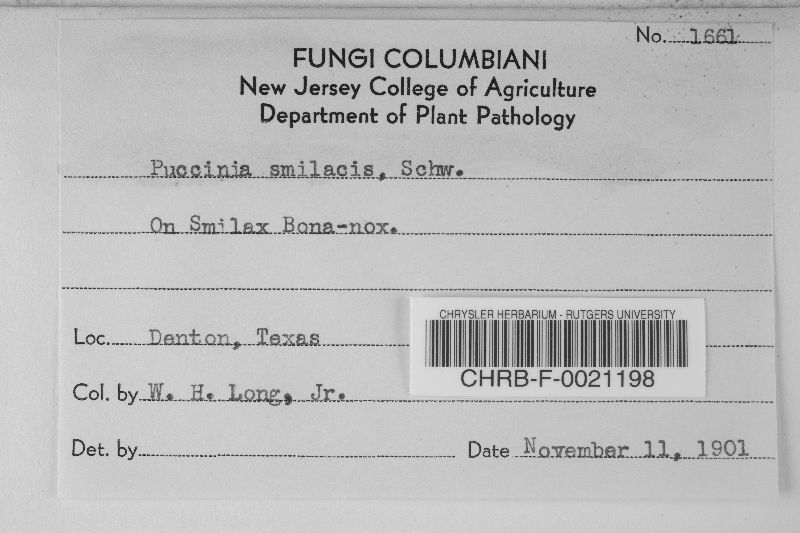 No. 1661
FUNGI COLUMBIANI
New Jersey College of Agriculture
Department of Plant Pathology
Puccinia smilacis, Schw.
On Smilax Bona-nox.
CHRYSLER HERBARIUM - RUTGERS UNIVERSITY
Loc. Denton, Texas
CHRB-F-0021198
Col. by W. H. Long, Jr.
Det. by
Date November 11, 1901